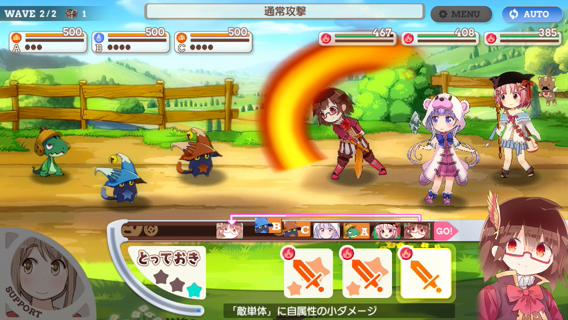 WAVE 2/2 1
通常攻撃
MENU
AUTO
500
500
500
A
B
C
467
408
385
B
C
A
GO!
とっておき
SUPPORT
「敵単体」に自属性の小ダメージ